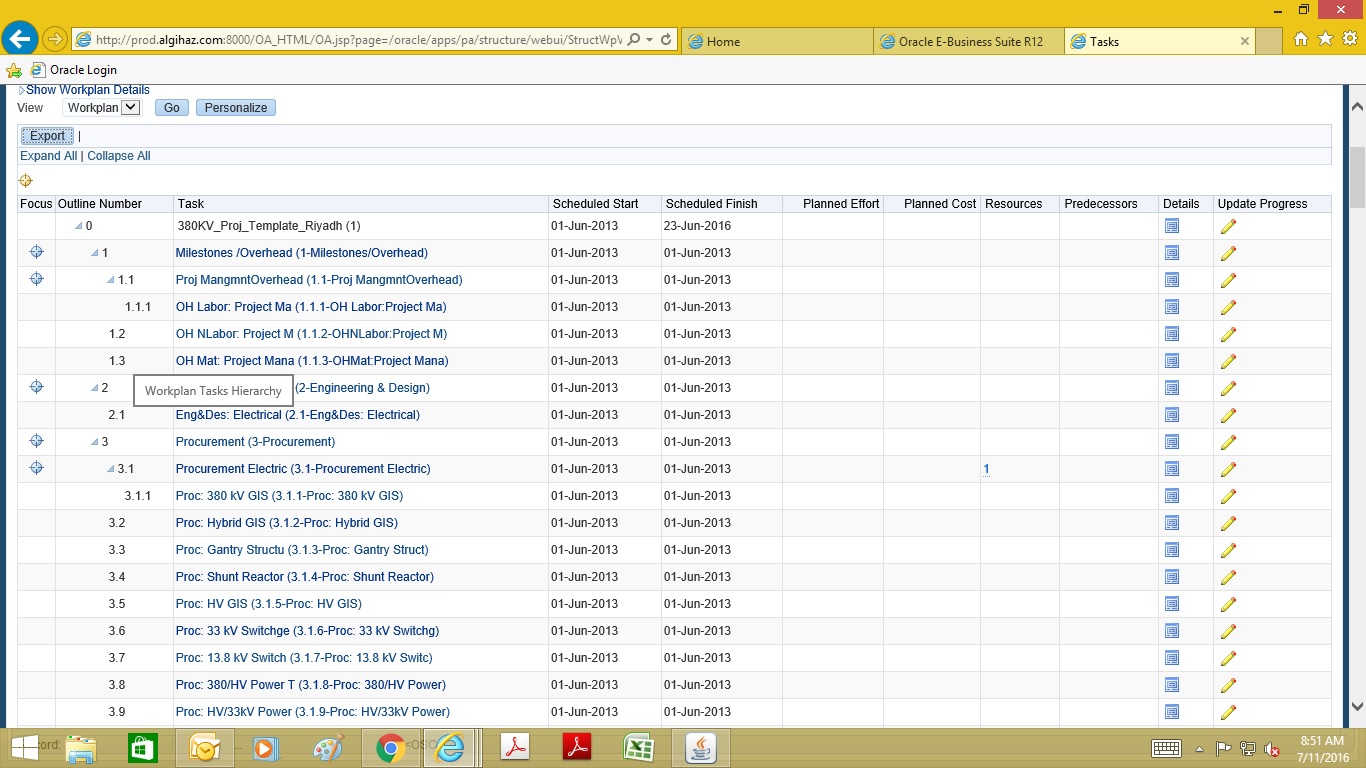 http://prod.algihaz.com:8000/OA_HTML/OA.jsp?page=/oracle/apps/pa/structure/webui/StructWpV
Home
Oracle E-Business Suite R12
Tasks
Oracle Login
Show Workplan Details
View Workplan Go Personalize
Export |
Expand All | Collapse All
Focus Outline Number Task Scheduled Start Scheduled Finish Planned Effort Planned Cost Resources Predecessors Details Update Progress
0 380KV_Proj_Template_Riyadh (1) 01-Jun-2013 23-Jun-2016
1 Milestones /Overhead (1-Milestones/Overhead) 01-Jun-2013 01-Jun-2013
1.1 Proj MangmntOverhead (1.1-Proj MangmntOverhead) 01-Jun-2013 01-Jun-2013
1.1.1 OH Labor: Project Ma (1.1.1-OH Labor:Project Ma) 01-Jun-2013 01-Jun-2013
1.2 OH NLabor: Project M (1.1.2-OHNLabor:Project M) 01-Jun-2013 01-Jun-2013
1.3 OH Mat: Project Mana (1.1.3-OHMat:Project Mana) 01-Jun-2013 01-Jun-2013
2 (2-Engineering & Design) 01-Jun-2013 01-Jun-2013
Workplan Tasks Hierarchy
2.1 Eng&Des: Electrical (2.1-Eng&Des: Electrical) 01-Jun-2013 01-Jun-2013
3 Procurement (3-Procurement) 01-Jun-2013 01-Jun-2013
3.1 Procurement Electric (3.1-Procurement Electric) 01-Jun-2013 01-Jun-2013 1
3.1.1 Proc: 380 kV GIS (3.1.1-Proc: 380 kV GIS) 01-Jun-2013 01-Jun-2013
3.2 Proc: Hybrid GIS (3.1.2-Proc: Hybrid GIS) 01-Jun-2013 01-Jun-2013
3.3 Proc: Gantry Structu (3.1.3-Proc: Gantry Struct) 01-Jun-2013 01-Jun-2013
3.4 Proc: Shunt Reactor (3.1.4-Proc: Shunt Reactor) 01-Jun-2013 01-Jun-2013
3.5 Proc: HV GIS (3.1.5-Proc: HV GIS) 01-Jun-2013 01-Jun-2013
3.6 Proc: 33 kV Switchge (3.1.6-Proc: 33 kV Switchg) 01-Jun-2013 01-Jun-2013
3.7 Proc: 13.8 kV Switch (3.1.7-Proc: 13.8 kV Switc) 01-Jun-2013 01-Jun-2013
3.8 Proc: 380/HV Power T (3.1.8-Proc: 380/HV Power) 01-Jun-2013 01-Jun-2013
3.9 Proc: HV/33kV Power (3.1.9-Proc: HV/33kV Power) 01-Jun-2013 01-Jun-2013
8:51 AM
7/11/2016